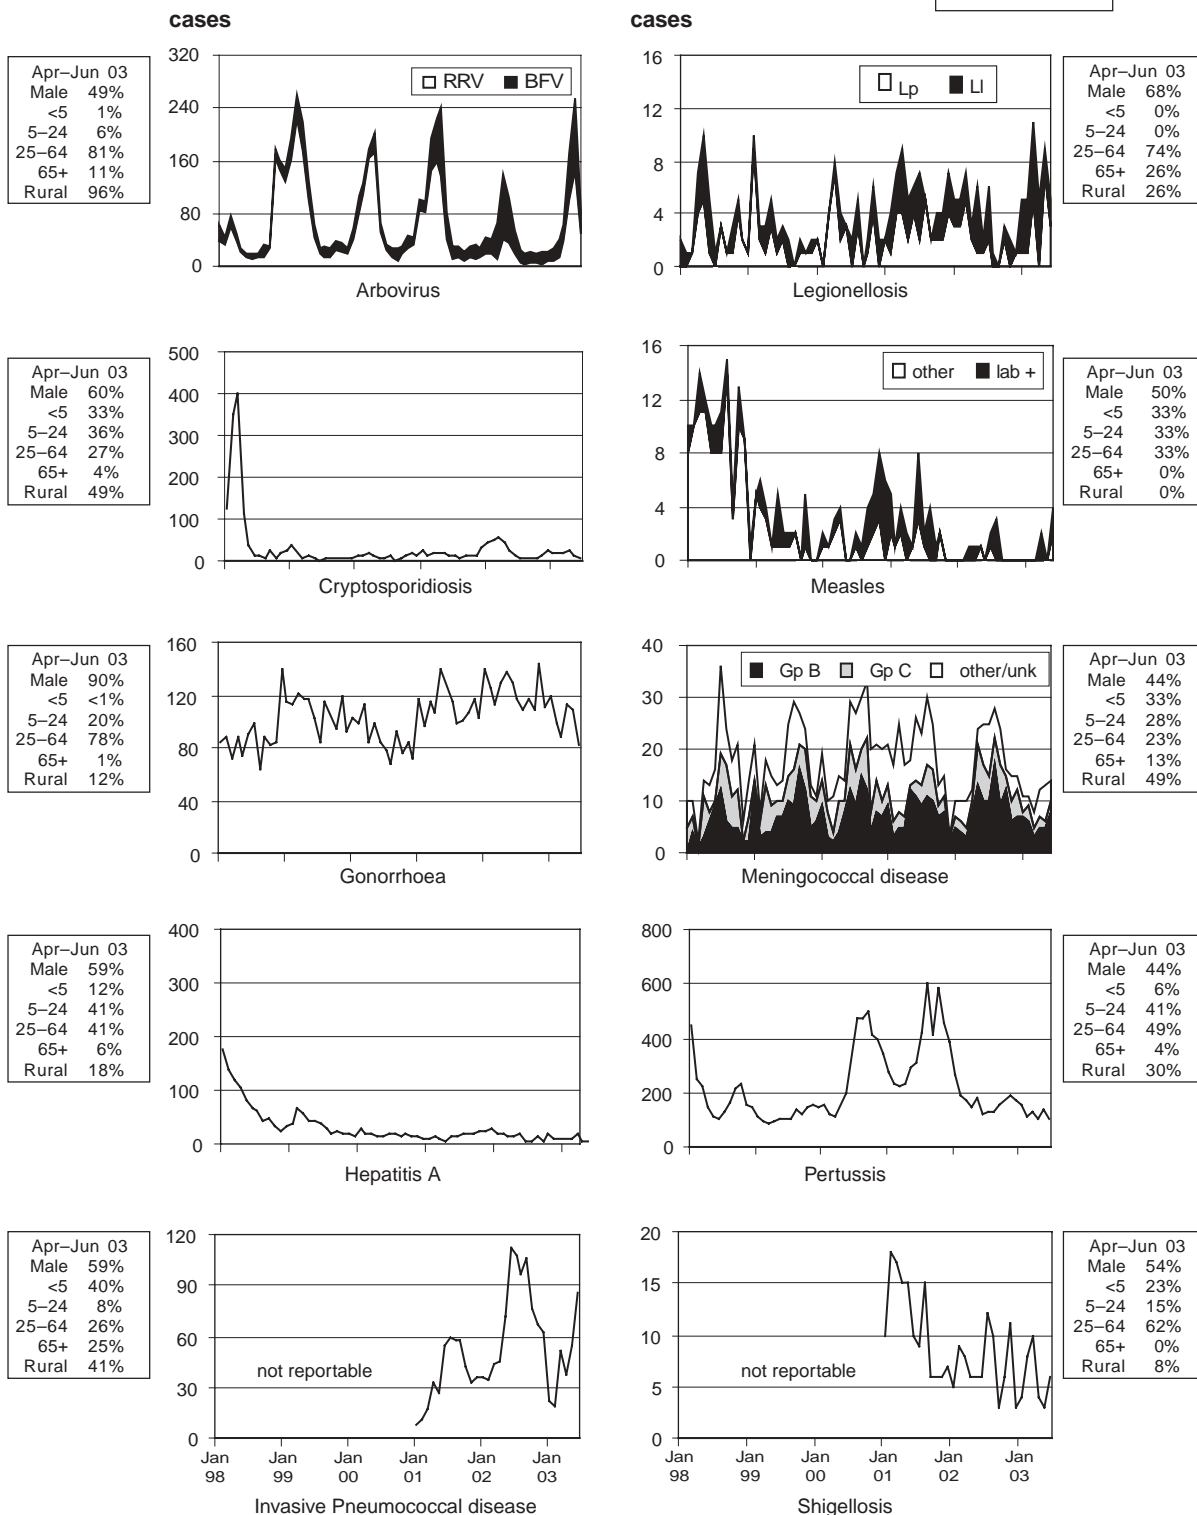 cases
cases
Apr–Jun 03
Male 49%
<5 1%
5–24 6%
25–64 81%
65+ 11%
Rural 96%
320
240
160
80
0
RRV BFV
Arbovirus
16
12
8
4
0
Lp Ll
Legionellosis
Apr–Jun 03
Male 68%
<5 0%
5–24 0%
25–64 74%
65+ 26%
Rural 26%
Apr–Jun 03
Male 60%
<5 33%
5–24 36%
25–64 27%
65+ 4%
Rural 49%
500
400
300
200
100
0
Cryptosporidiosis
16
12
8
4
0
other lab +
Measles
Apr–Jun 03
Male 50%
<5 33%
5–24 33%
25–64 33%
65+ 0%
Rural 0%
Apr–Jun 03
Male 90%
<5 <1%
5–24 20%
25–64 78%
65+ 1%
Rural 12%
160
120
80
40
0
Gonorrhoea
40
30
20
10
0
Gp B Gp C other/unk
Meningococcal disease
Apr–Jun 03
Male 44%
<5 33%
5–24 28%
25–64 23%
65+ 13%
Rural 49%
Apr–Jun 03
Male 59%
<5 12%
5–24 41%
25–64 41%
65+ 6%
Rural 18%
400
300
200
100
0
Hepatitis A
800
600
400
200
0
Pertussis
Apr–Jun 03
Male 44%
<5 6%
5–24 41%
25–64 49%
65+ 4%
Rural 30%
Apr–Jun 03
Male 59%
<5 40%
5–24 8%
25–64 26%
65+ 25%
Rural 41%
120
90
60
30
0
not reportable
Jan Jan Jan Jan Jan Jan
98 99 00 01 02 03
Invasive Pneumococcal disease
20
15
10
5
0
not reportable
Jan Jan Jan Jan Jan Jan
98 99 00 01 02 03
Shigellosis
Apr–Jun 03
Male 54%
<5 23%
5–24 15%
25–64 62%
65+ 0%
Rural 8%